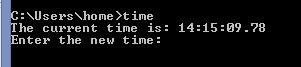 C:\Users\home>time
The current time is: 14:15:09.78
Enter the new time: